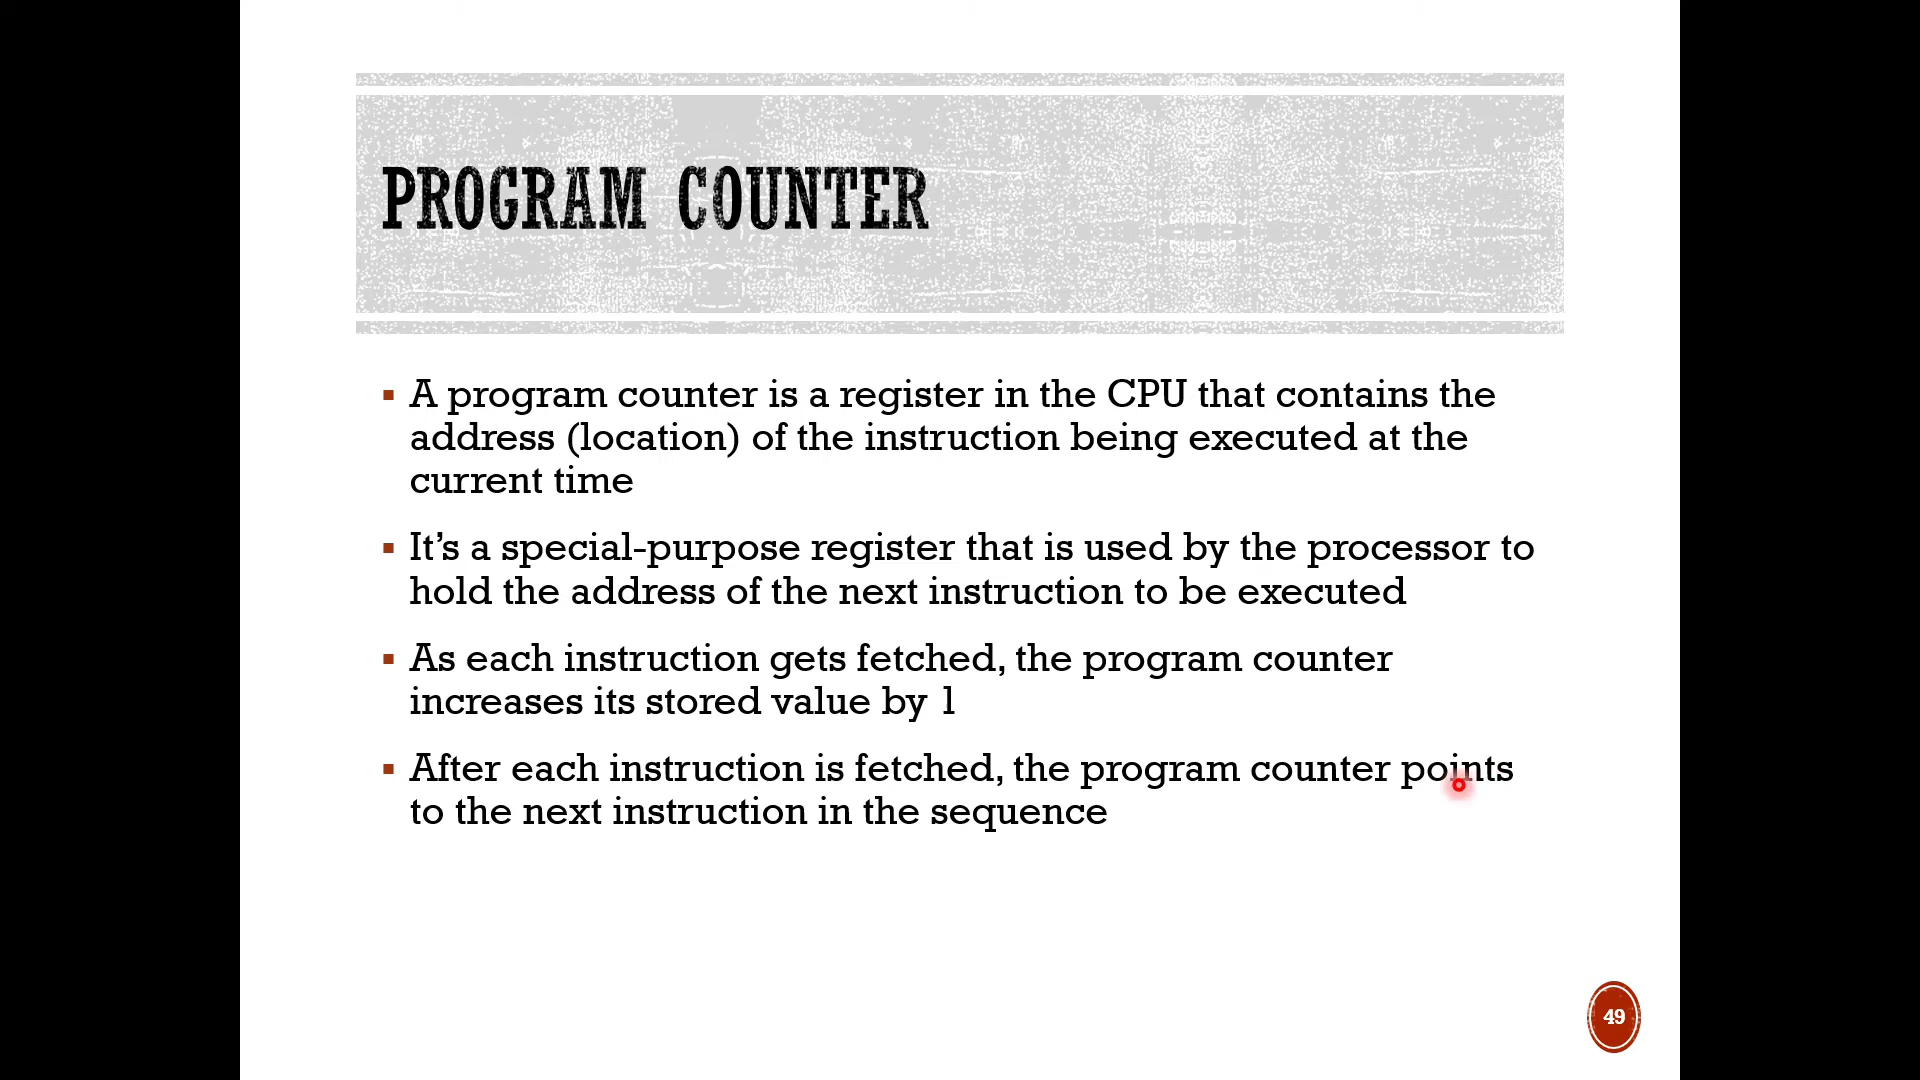 PROGRAM COUNTER
▪ A program counter is a register in the CPU that contains the
address (location) of the instruction being executed at the
current time
▪ It’s a special-purpose register that is used by the processor to
hold the address of the next instruction to be executed
▪ As each instruction gets fetched, the program counter
increases its stored value by 1
▪ After each instruction is fetched, the program counter points
to the next instruction in the sequence
49